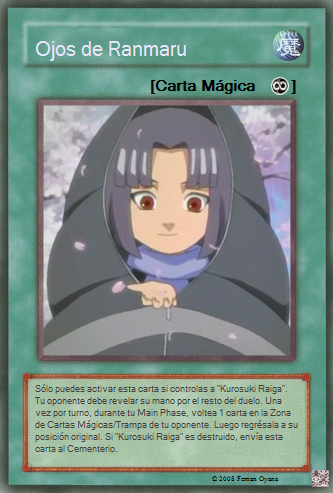 Ojos de Ranmaru
魔
[Carta Mágica ]
Sólo puedes activar esta carta si controlas a "Kurosuki Raiga".
Tu oponente debe revelar su mano por el resto del duelo. Una
vez por turno, durante tu Main Phase, voltea 1 carta en la Zona
de Cartas Mágicas/Trampa de tu oponente. Luego regrésala a su
posición original. Si "Kurosuki Raiga" es destruido, envía esta
carta al Cementerio.
© 2008 Fernan Oyana